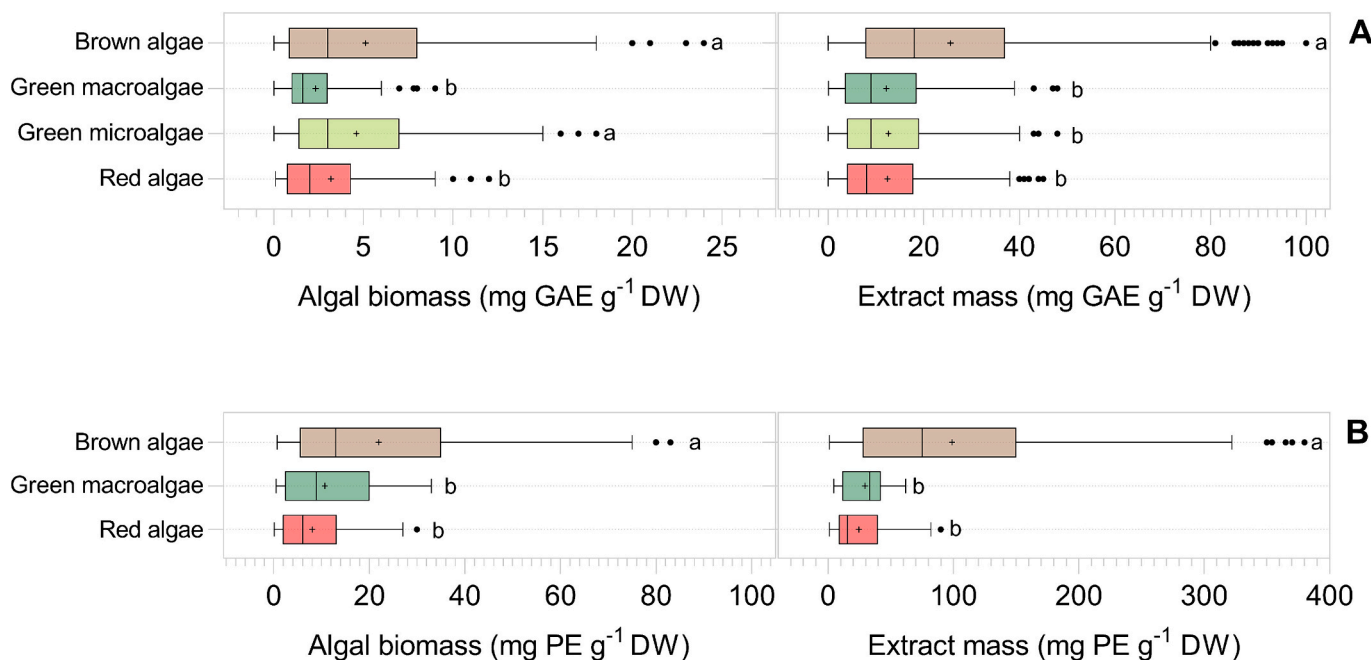 Brown algae a a A
Green macroalgae b b
Green microalgae a b
Red algae b b
0 5 10 15 20 25 0 20 40 60 80 100
Algal biomass (mg GAE g⁻¹ DW) Extract mass (mg GAE g⁻¹ DW)
Brown algae a a B
Green macroalgae b b
Red algae b b
0 20 40 60 80 100 0 100 200 300 400
Algal biomass (mg PE g⁻¹ DW) Extract mass (mg PE g⁻¹ DW)